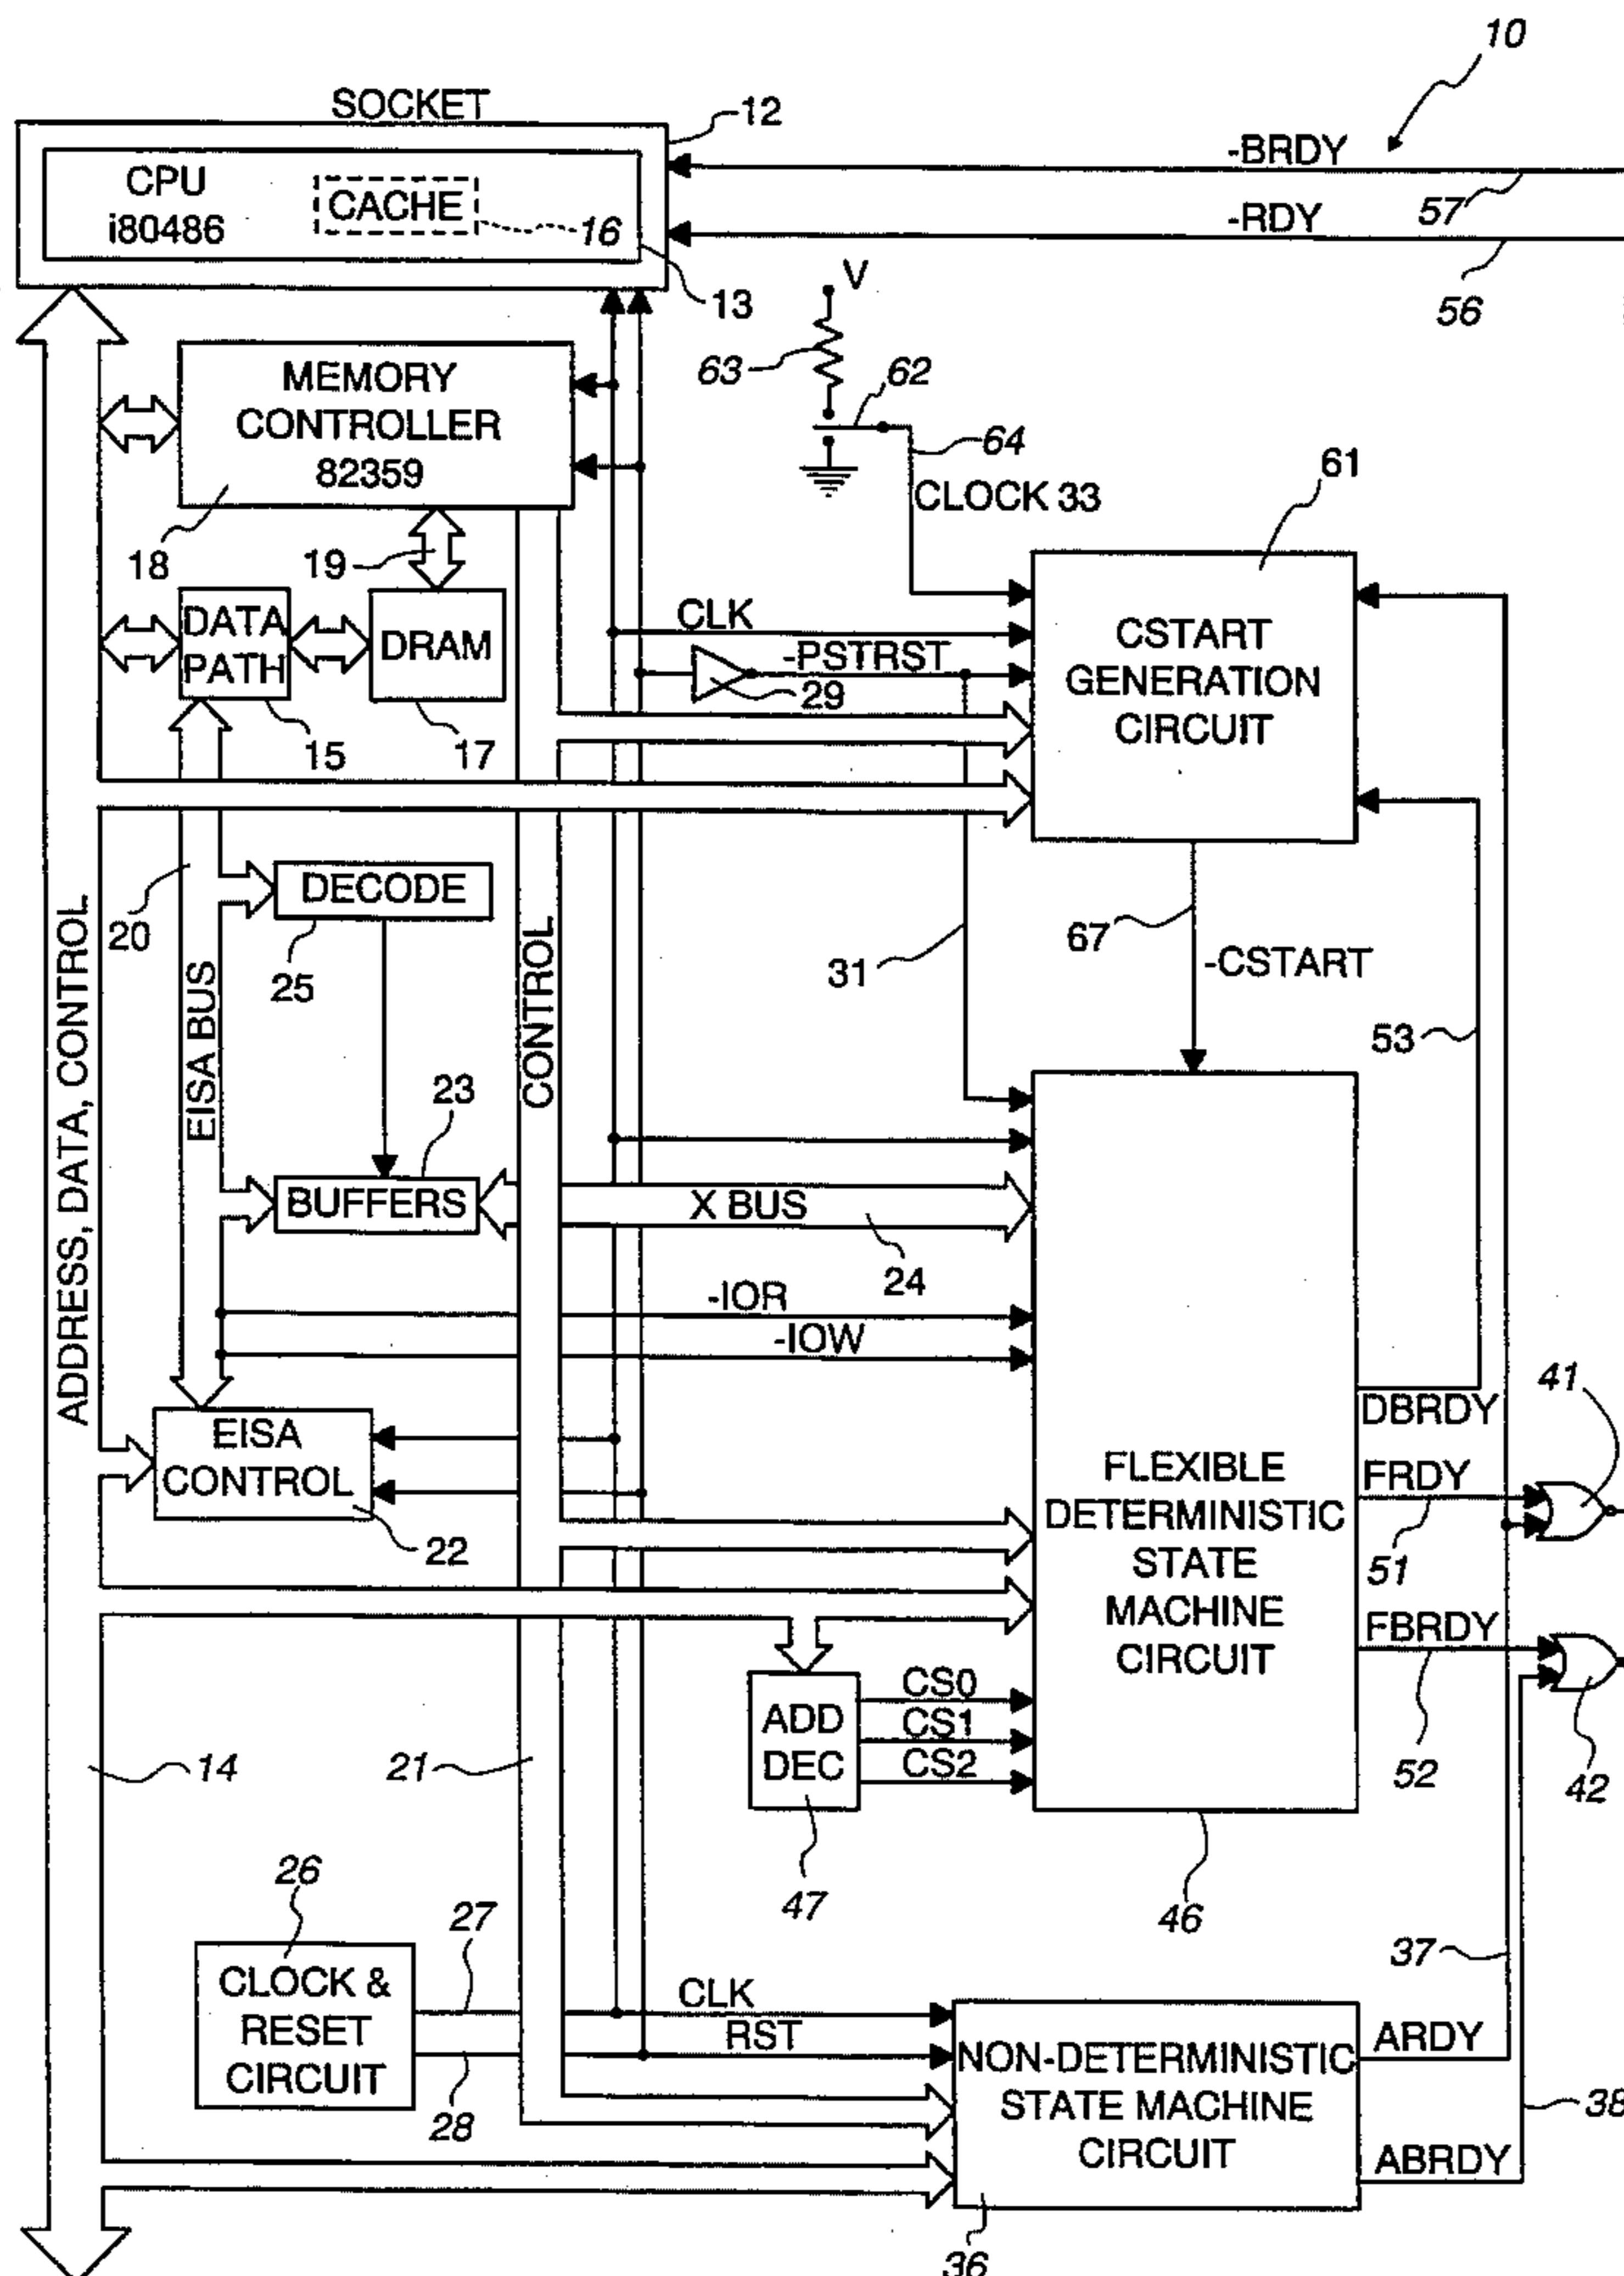 10
SOCKET
12
-BRDY
CPU
i80486
CACHE
16
57
-RDY
13
56
V
63
62
64
MEMORY
CONTROLLER
82359
CLOCK 33
61
18
19
DATA
PATH
DRAM
CLK
-PSTRST
29
CSTART
GENERATION
CIRCUIT
15
17
20
DECODE
25
31
67
-CSTART
53
ADDRESS, DATA, CONTROL
EISA BUS
CONTROL
23
BUFFERS
X BUS
24
-IOR
-IOW
EISA
CONTROL
22
DBRDY
41
FLEXIBLE
DETERMINISTIC
STATE
MACHINE
CIRCUIT
FRDY
51
FBRDY
52
42
ADD
DEC
CS0
CS1
CS2
14
21
47
46
26
27
37
CLOCK &
RESET
CIRCUIT
28
CLK
RST
NON-DETERMINISTIC
STATE MACHINE
CIRCUIT
ARDY
38
ABRDY
36